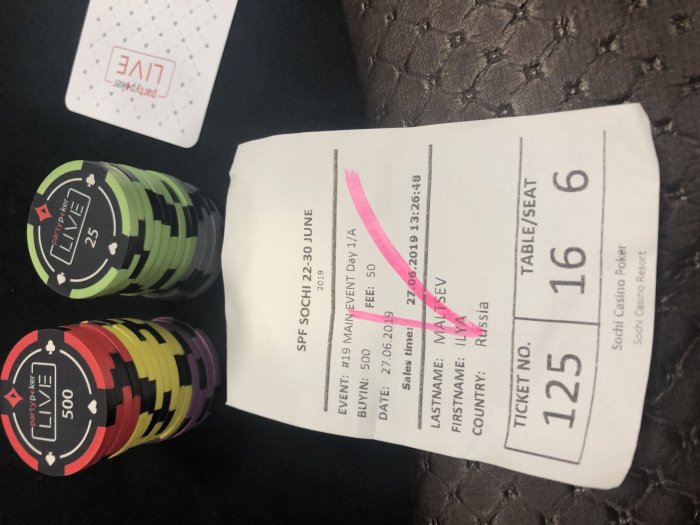 SPF SOCHI 22-30 JUNE
2019
EVENT: #19 MAIN EVENT Day 1/A
BUYIN: 500 FEE: 50
DATE: 27.06.2019
Sales time: 27.06.2019 13:26:48
LASTNAME: MALTSEV
FIRSTNAME: ILYA
COUNTRY: Russia
TICKET NO. TABLE/SEAT
125 16 6
Sochi Casino Poker
Sochi Casino Resort
partypoker
LIVE
25
partypoker
LIVE
500
partypoker
LIVE